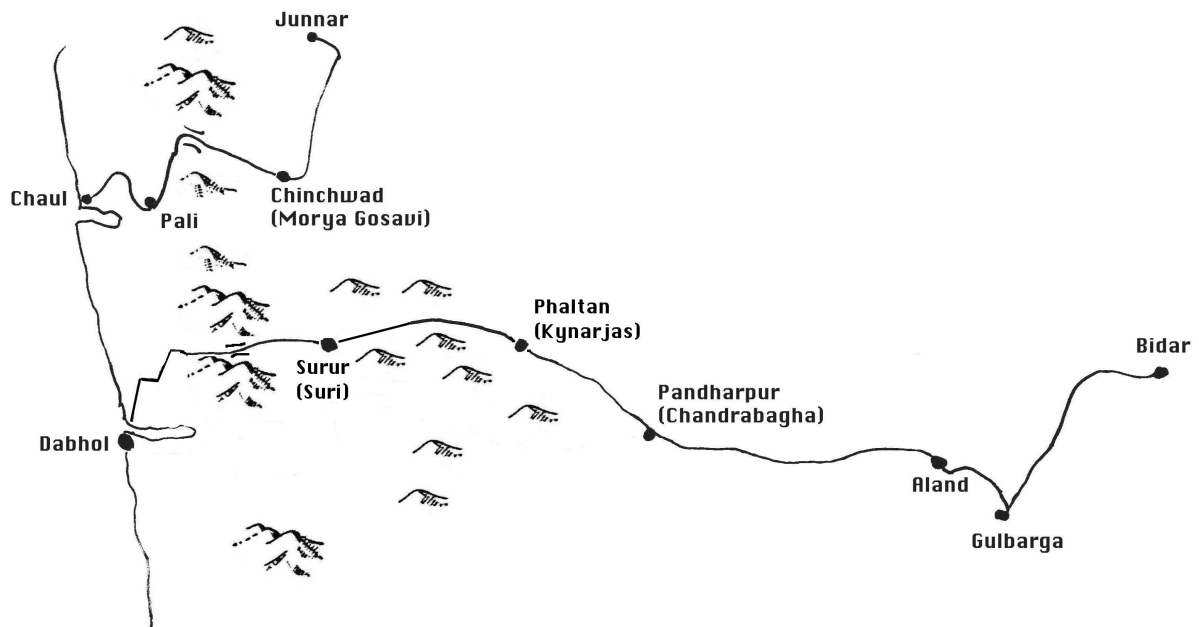 Junnar
Chaul
Pali
Chinchwad
(Morya Gosavi)
Phaltan
(Kynarjas)
Surur
(Suri)
Bidar
Pandharpur
(Chandrabagha)
Dabhol
Aland
Gulbarga